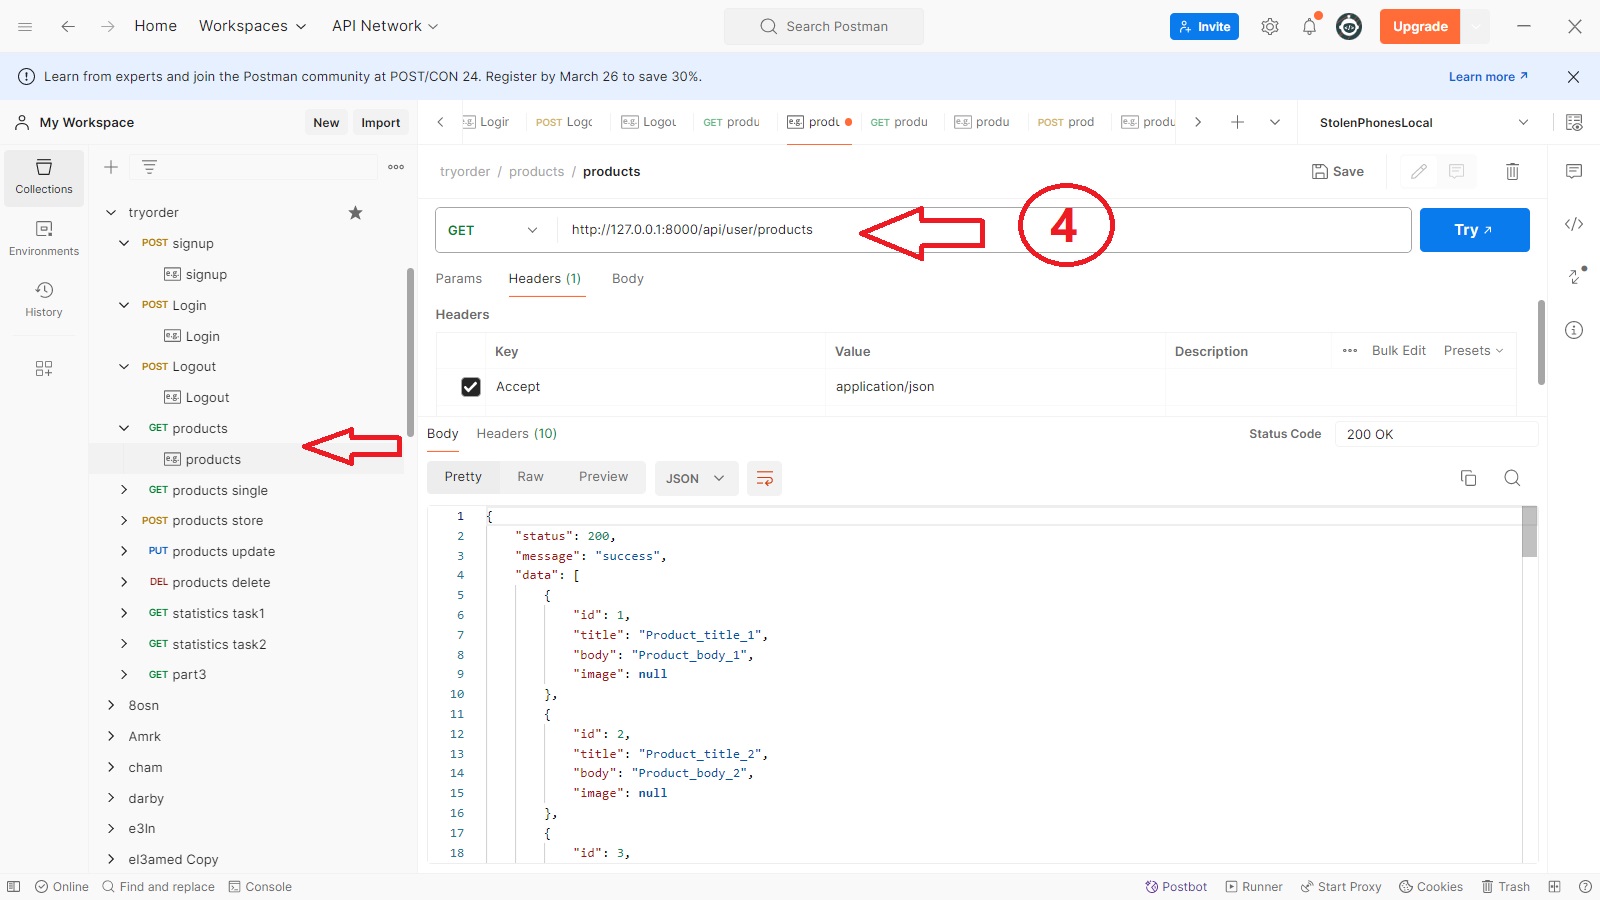 Home Workspaces API Network Search Postman Invite Upgrade
Learn from experts and join the Postman community at POST/CON 24. Register by March 26 to save 30%. Learn more
My Workspace New Import
e.g. Login POST Logo e.g. Logou GET produ e.g. produ GET produ e.g. produ POST prod e.g. produ StolenPhonesLocal
Collections
Environments
History
tryorder
POST signup
e.g. signup
POST Login
e.g. Login
POST Logout
e.g. Logout
GET products
e.g. products
GET products single
POST products store
PUT products update
DEL products delete
GET statistics task1
GET statistics task2
GET part3
8osn
Amrk
cham
darby
e3ln
el3amed Copy
tryorder / products / products Save
GET http://127.0.0.1:8000/api/user/products 4 Try
Params Headers (1) Body
Headers
Key Value Description Bulk Edit Presets
Accept application/json
Body Headers (10) Status Code 200 OK
Pretty Raw Preview JSON
1 {
2 "status": 200,
3 "message": "success",
4 "data": [
5 {
6 "id": 1,
7 "title": "Product_title_1",
8 "body": "Product_body_1",
9 "image": null
10 },
11 {
12 "id": 2,
13 "title": "Product_title_2",
14 "body": "Product_body_2",
15 "image": null
16 },
17 {
18 "id": 3,
Online Find and replace Console Postbot Runner Start Proxy Cookies Trash